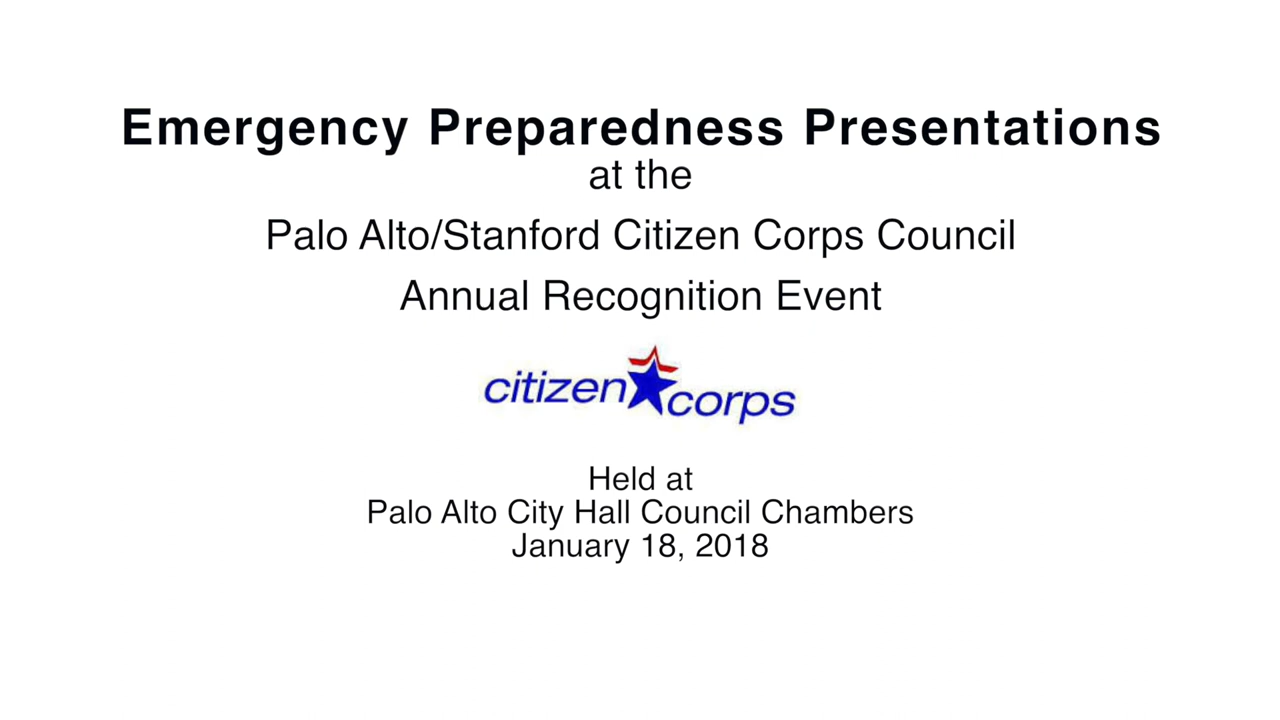 Emergency Preparedness Presentations
at the
Palo Alto/Stanford Citizen Corps Council
Annual Recognition Event
citizen corps
Held at
Palo Alto City Hall Council Chambers
January 18, 2018